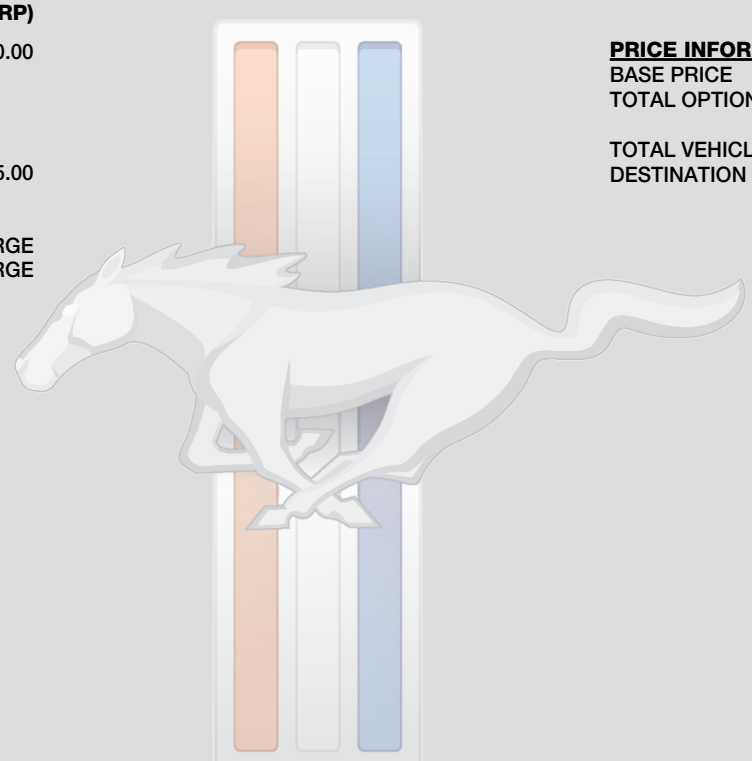 RP)
0.00
5.00
RGE
RGE
PRICE INFOR
BASE PRICE
TOTAL OPTION
TOTAL VEHICL
DESTINATION